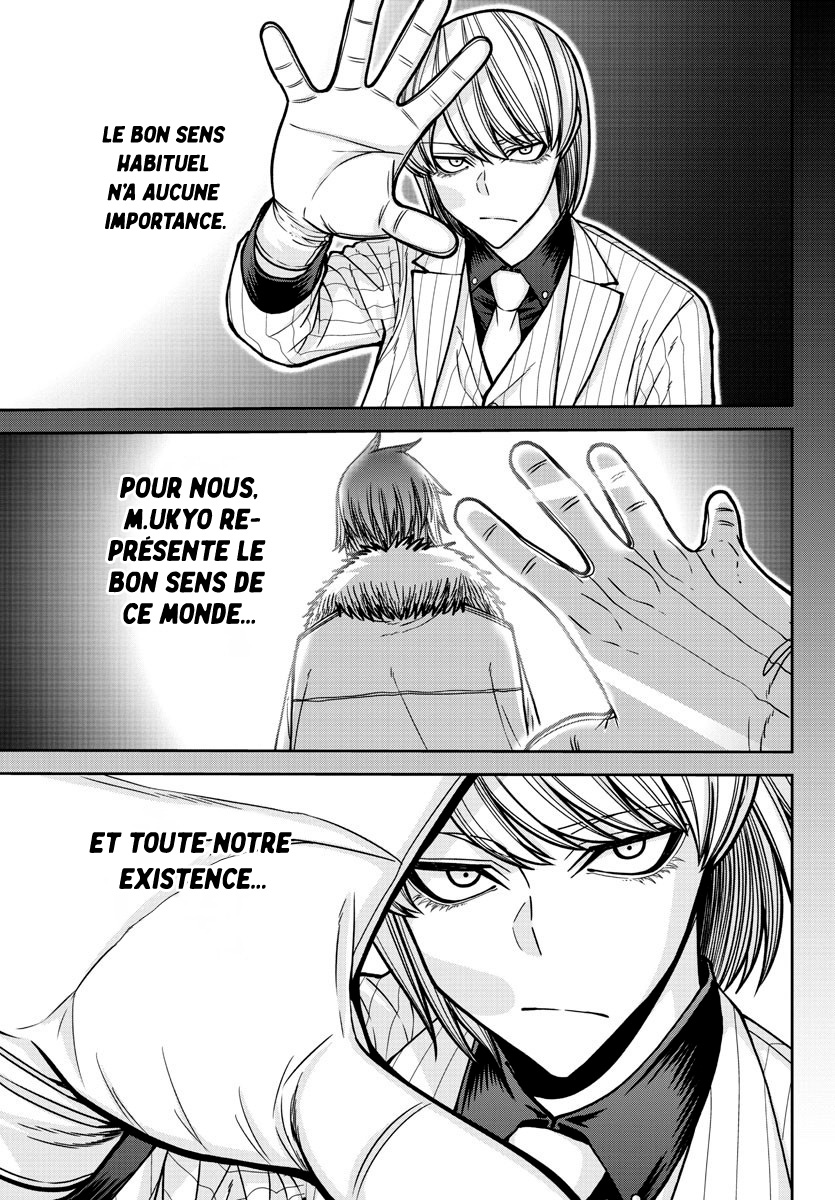 LE BON SENS
HABITUEL
N'A AUCUNE
IMPORTANCE.
POUR NOUS,
M.UKYO RE-
PRÉSENTE LE
BON SENS DE
CE MONDE...
ET TOUTE NOTRE
EXISTENCE...